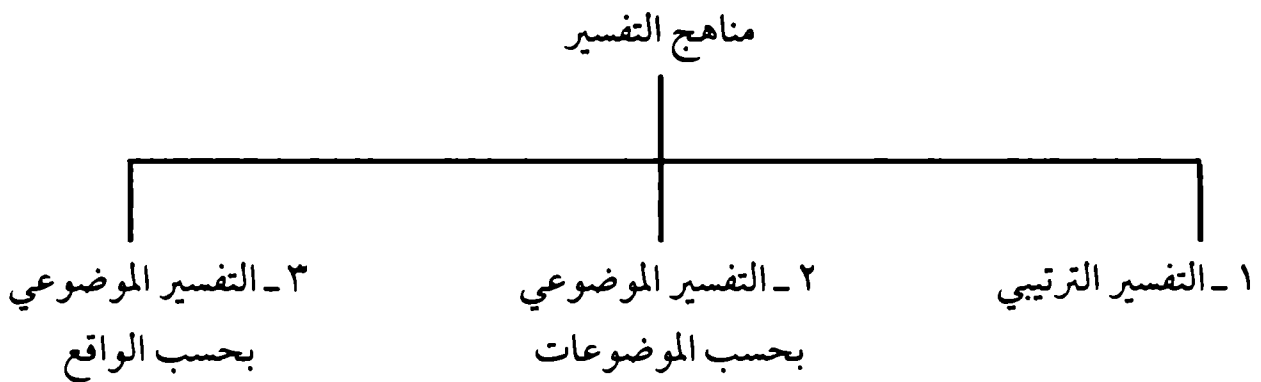 مناهج التفسير
١ ـ التفسير الترتيبي
٢ ـ التفسير الموضوعي
بحسب الموضوعات
٣ ـ التفسير الموضوعي
بحسب الواقع